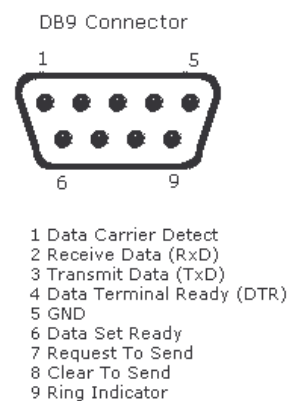 DB9 Connector
1 5
6 9
1 Data Carrier Detect
2 Receive Data (RxD)
3 Transmit Data (TxD)
4 Data Terminal Ready (DTR)
5 GND
6 Data Set Ready
7 Request To Send
8 Clear To Send
9 Ring Indicator